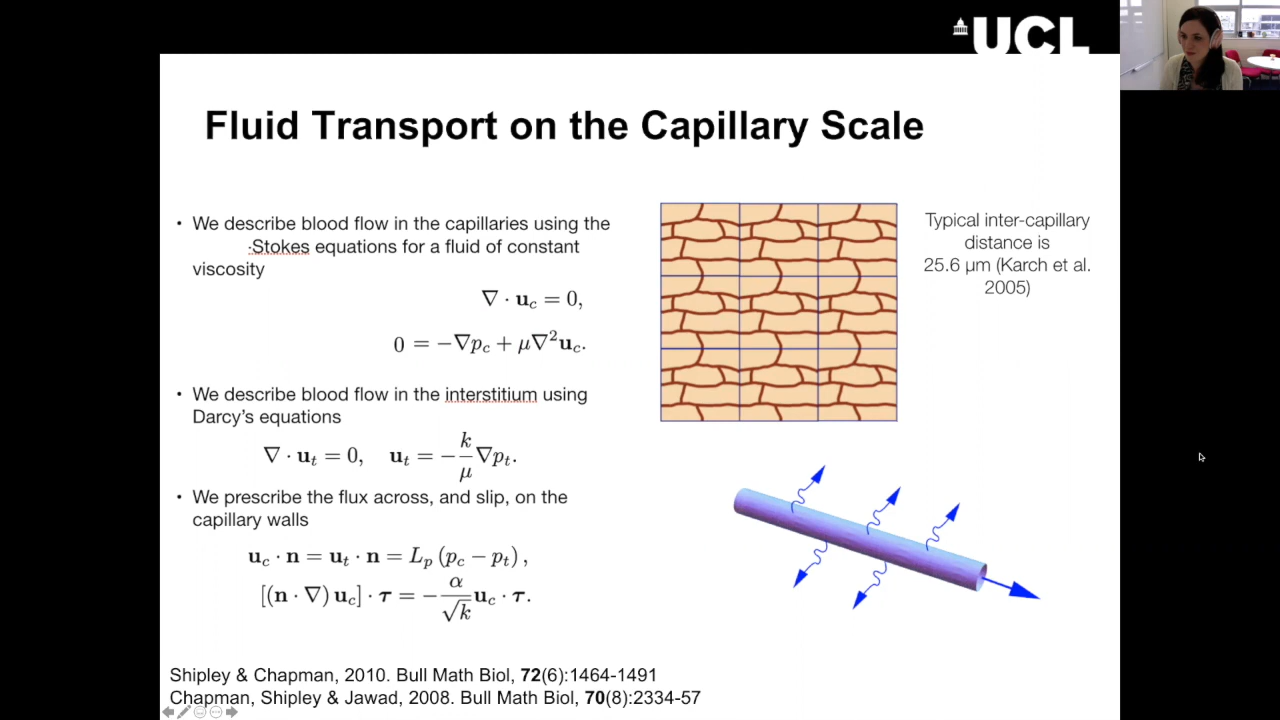 UCL
Fluid Transport on the Capillary Scale
• We describe blood flow in the capillaries using the
-Stokes equations for a fluid of constant
viscosity
∇ · u_c = 0,
0 = −∇p_c + μ∇²u_c.
• We describe blood flow in the interstitium using
Darcy's equations
∇ · u_t = 0, u_t = −k/μ ∇p_t.
• We prescribe the flux across, and slip, on the
capillary walls
u_c · n = u_t · n = L_p (p_c − p_t),
[(n · ∇) u_c] · τ = −α/√k u_c · τ.
Typical inter-capillary
distance is
25.6 μm (Karch et al.
2005)
Shipley & Chapman, 2010. Bull Math Biol, 72(6):1464-1491
Chapman, Shipley & Jawad, 2008. Bull Math Biol, 70(8):2334-57